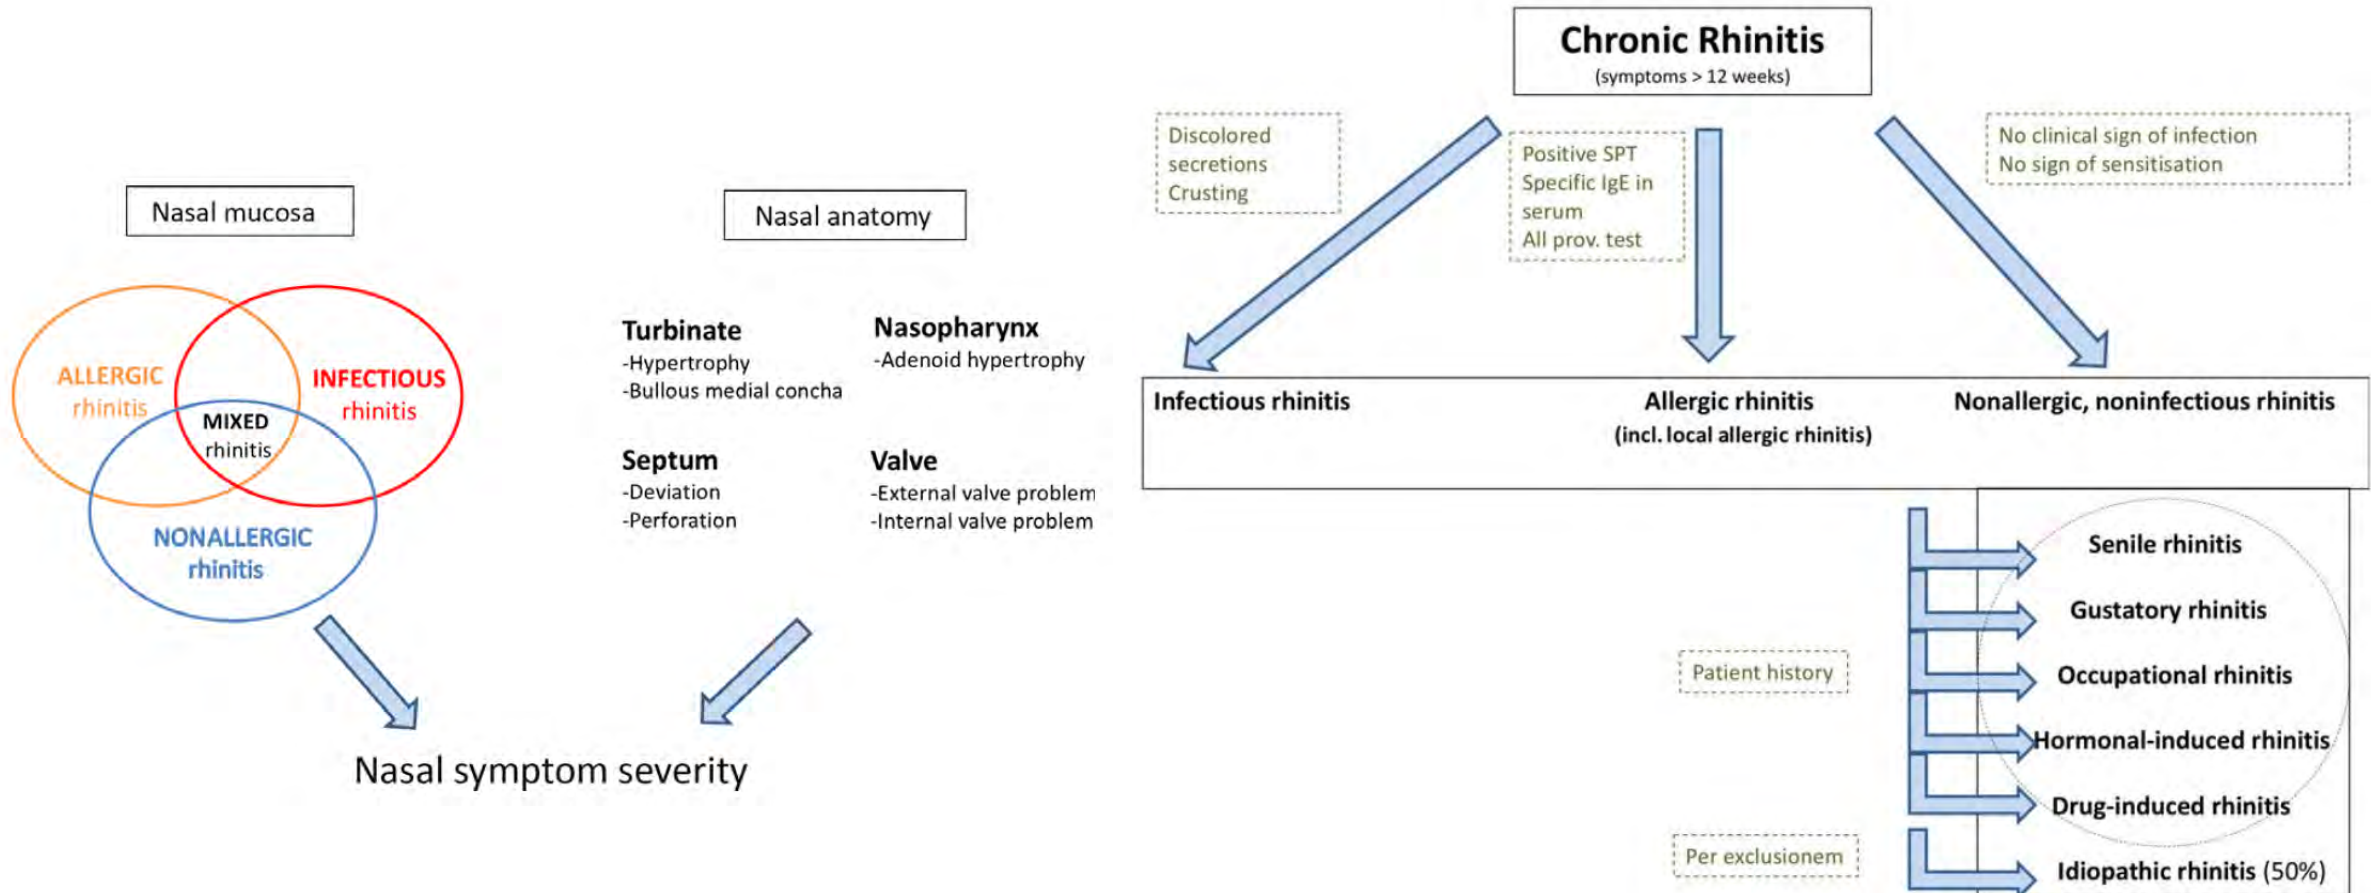 Nasal mucosa
ALLERGIC
rhinitis
INFECTIOUS
rhinitis
MIXED
rhinitis
NONALLERGIC
rhinitis
Nasal anatomy
Turbinate
-Hypertrophy
-Bullous medial concha
Nasopharynx
-Adenoid hypertrophy
Septum
-Deviation
-Perforation
Valve
-External valve problem
-Internal valve problem
Nasal symptom severity
Chronic Rhinitis
(symptoms > 12 weeks)
Discolored
secretions
Crusting
Positive SPT
Specific IgE in
serum
All prov. test
No clinical sign of infection
No sign of sensitisation
Infectious rhinitis
Allergic rhinitis
(incl. local allergic rhinitis)
Nonallergic, noninfectious rhinitis
Patient history
Senile rhinitis
Gustatory rhinitis
Occupational rhinitis
Hormonal-induced rhinitis
Drug-induced rhinitis
Per exclusionem
Idiopathic rhinitis (50%)